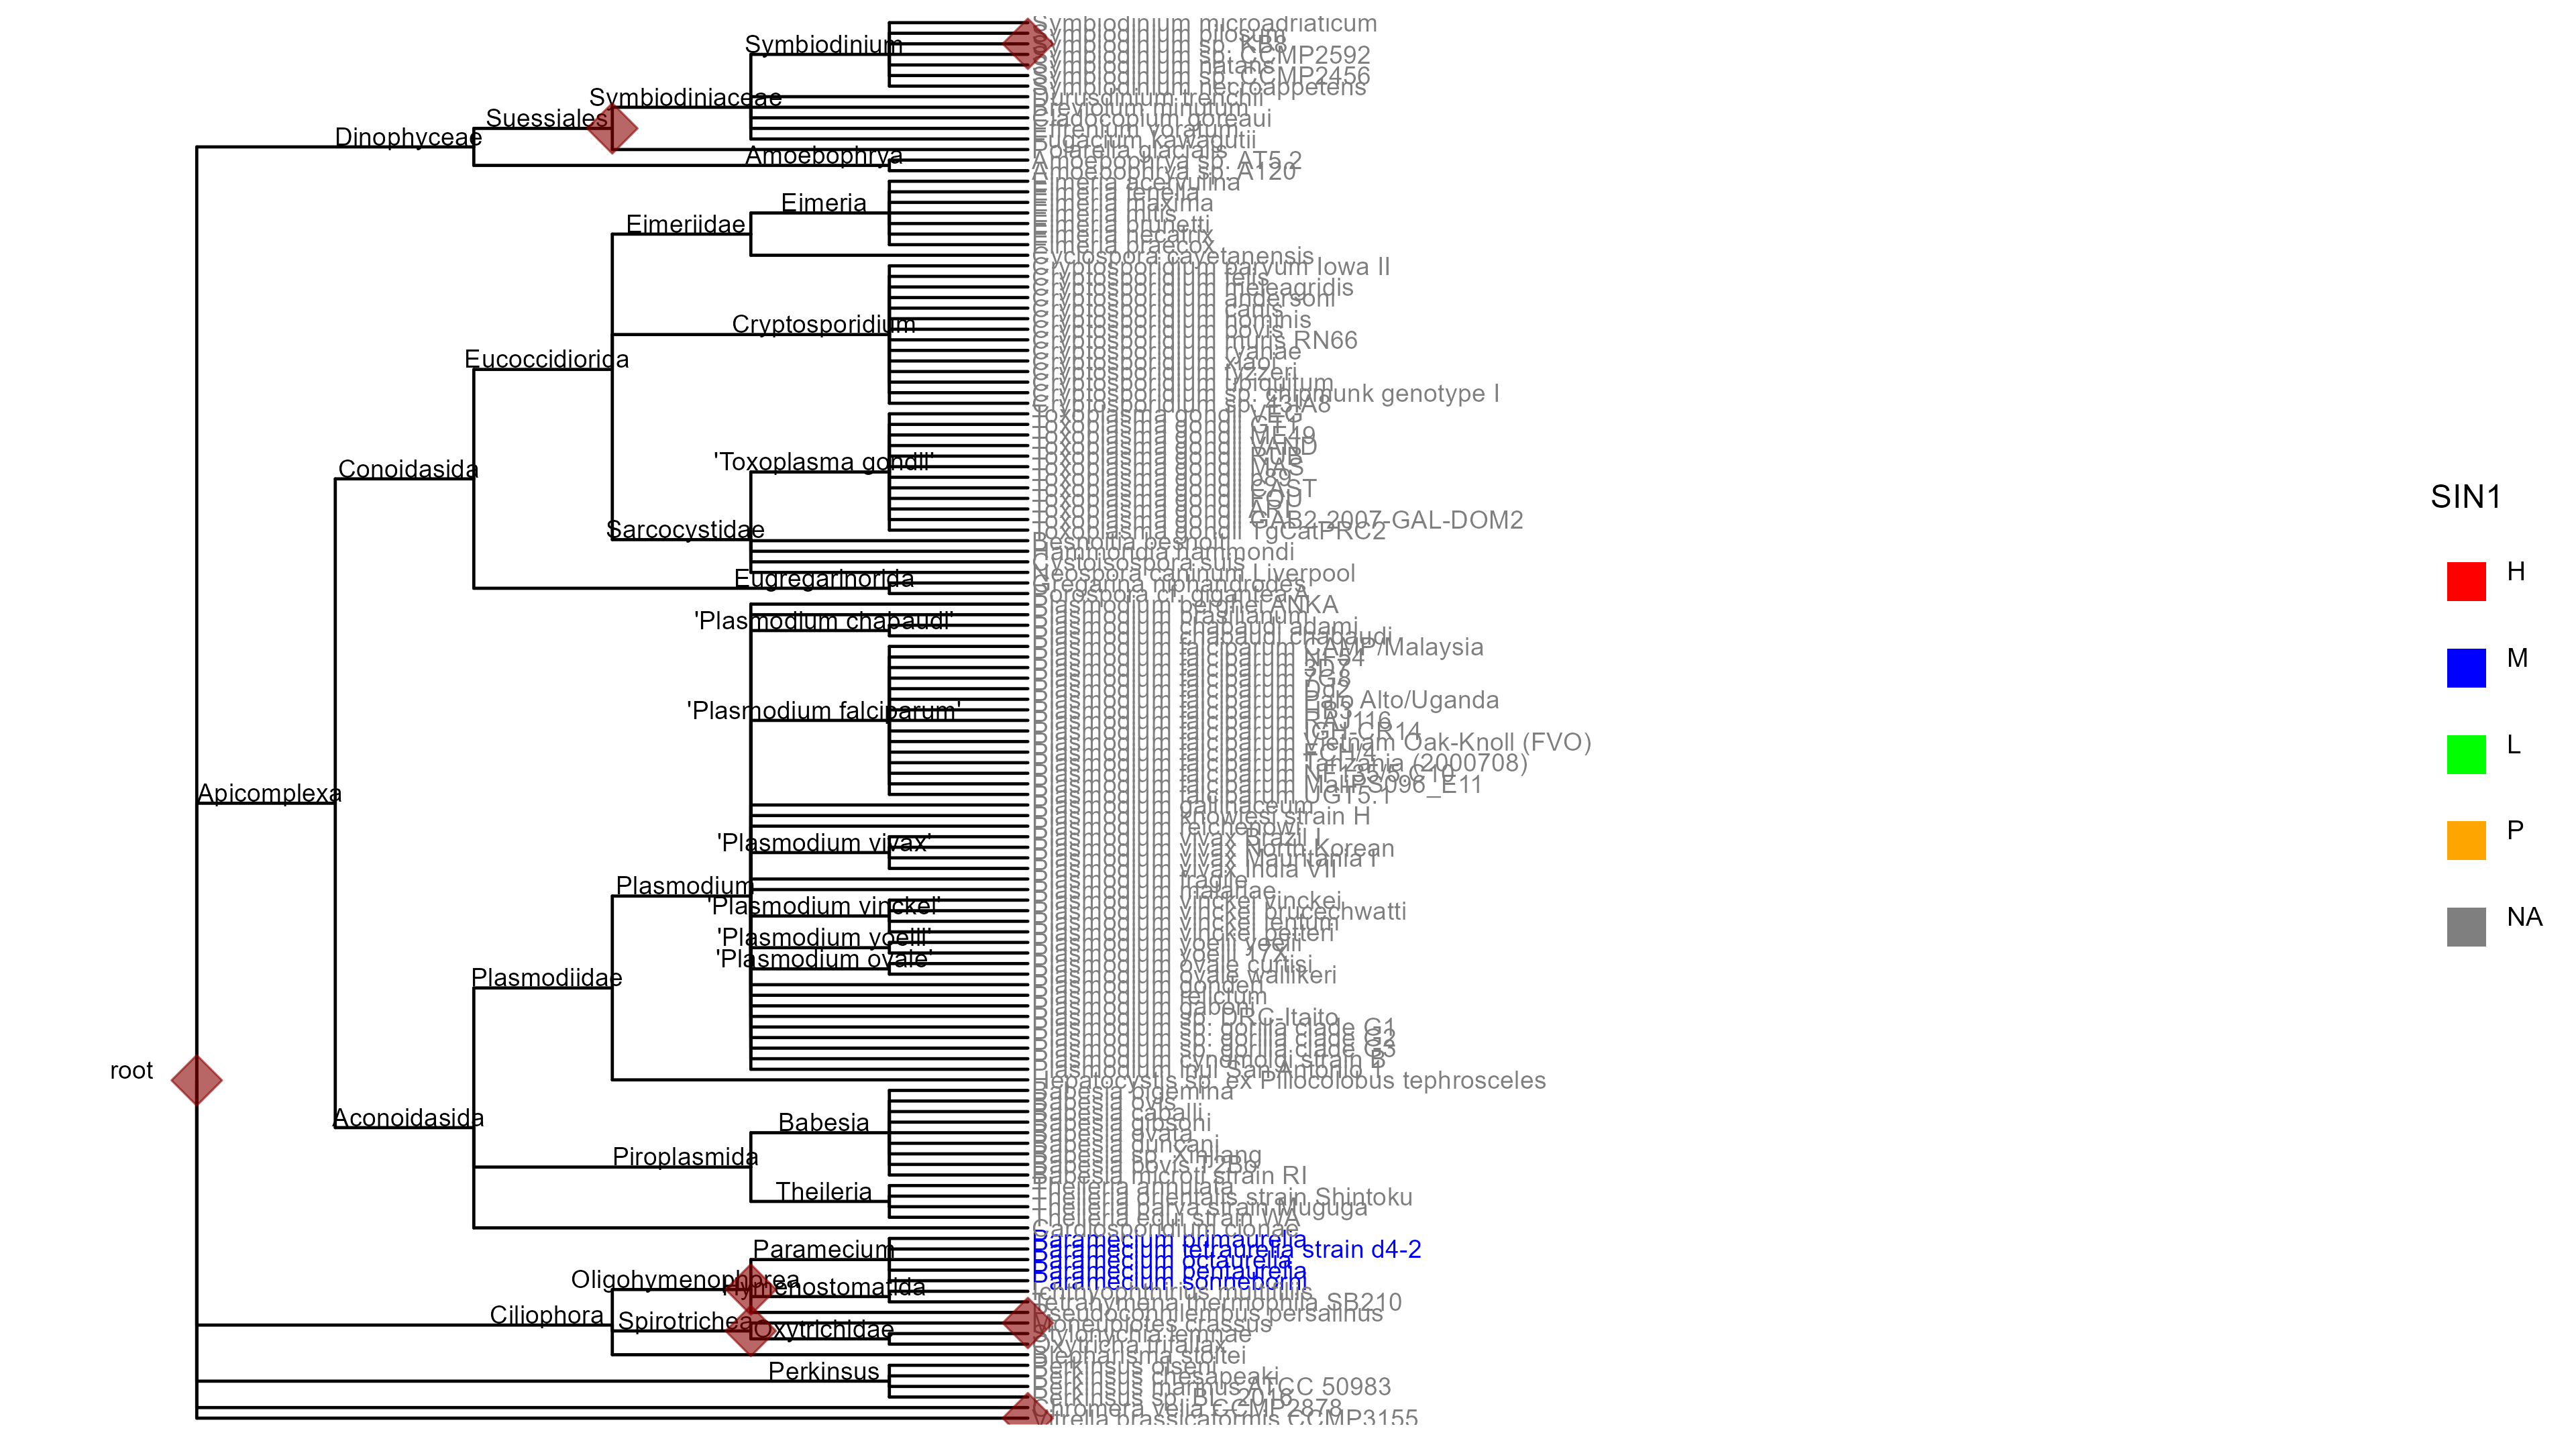 Symbiodinium microadriaticum
Symbiodinium pilosum
Symbiodinium sp. KB8
Symbiodinium sp. CCMP2592
Symbiodinium natans
Symbiodinium sp. CCMP2456
Symbiodinium necroappetens
Durusdinium trenchii
Breviolum minutum
Cladocopium goreaui
Effrenium voratum
Fugacium kawagutii
Polarella glacialis
Amoebophrya sp. AT5.2
Amoebophrya sp. A120
Eimeria acervulina
Eimeria tenella
Eimeria maxima
Eimeria mitis
Eimeria brunetti
Eimeria necatrix
Eimeria praecox
Cyclospora cayetanensis
Cryptosporidium parvum Iowa II
Cryptosporidium felis
Cryptosporidium meleagridis
Cryptosporidium andersoni
Cryptosporidium canis
Cryptosporidium hominis
Cryptosporidium bovis
Cryptosporidium muris RN66
Cryptosporidium ryanae
Cryptosporidium xiaoi
Cryptosporidium tyzzeri
Cryptosporidium ubiquitum
Cryptosporidium sp. chipmunk genotype I
Cryptosporidium sp. 43IA8
Toxoplasma gondii VEG
Toxoplasma gondii GT1
Toxoplasma gondii ME49
Toxoplasma gondii VAND
Toxoplasma gondii RUB
Toxoplasma gondii MAS
Toxoplasma gondii p89
Toxoplasma gondii CAST
Toxoplasma gondii FOU
Toxoplasma gondii ARI
Toxoplasma gondii GAB2-2007-GAL-DOM2
Toxoplasma gondii TgCatPRC2
Besnoitia besnoiti
Hammondia hammondi
Cystoisospora suis
Neospora caninum Liverpool
Gregarina niphandrodes
Porospora cf. gigantea A
Plasmodium berghei ANKA
Plasmodium brasilianum
Plasmodium chabaudi adami
Plasmodium chabaudi chabaudi
Plasmodium falciparum CAMP/Malaysia
Plasmodium falciparum NF54
Plasmodium falciparum 3D7
Plasmodium falciparum 7G8
Plasmodium falciparum Dd2
Plasmodium falciparum Palo Alto/Uganda
Plasmodium falciparum HB3
Plasmodium falciparum RAJ116
Plasmodium falciparum IGH-CR14
Plasmodium falciparum Vietnam Oak-Knoll (FVO)
Plasmodium falciparum FCH/4
Plasmodium falciparum Tanzania (2000708)
Plasmodium falciparum NF135/5.C10
Plasmodium falciparum MaliPS096_E11
Plasmodium falciparum UGT5.1
Plasmodium gallinaceum
Plasmodium knowlesi strain H
Plasmodium reichenowi
Plasmodium vivax Brazil I
Plasmodium vivax North Korean
Plasmodium vivax Mauritania I
Plasmodium vivax India VII
Plasmodium fragile
Plasmodium malariae
Plasmodium vinckei vinckei
Plasmodium vinckei brucechwatti
Plasmodium vinckei lentum
Plasmodium vinckei petteri
Plasmodium yoelii yoelii
Plasmodium yoelii 17X
Plasmodium ovale curtisi
Plasmodium ovale wallikeri
Plasmodium gonderi
Plasmodium relictum
Plasmodium gaboni
Plasmodium sp. DRC-Itaito
Plasmodium sp. gorilla clade G1
Plasmodium sp. gorilla clade G2
Plasmodium sp. gorilla clade G3
Plasmodium cynomolgi strain B
Plasmodium inui San Antonio 1
Hepatocystis sp. ex Piliocolobus tephrosceles
Babesia bigemina
Babesia ovis
Babesia caballi
Babesia gibsoni
Babesia ovata
Babesia duncani
Babesia sp. Xinjiang
Babesia bovis T2Bo
Babesia microti strain RI
Theileria annulata
Theileria orientalis strain Shintoku
Theileria parva strain Muguga
Theileria equi strain WA
Cardiosporidium cionae
Paramecium primaurelia
Paramecium tetraurelia strain d4-2
Paramecium octaurelia
Paramecium pentaurelia
Paramecium sonneborni
Ichthyophthirius multifiliis
Tetrahymena thermophila SB210
Pseudocohnilembus persalinus
Moneuplotes crassus
Stylonychia lemnae
Oxytricha trifallax
Blepharisma stoltei
Perkinsus olseni
Perkinsus chesapeaki
Perkinsus marinus ATCC 50983
Perkinsus sp. BL_2016
Chromera velia CCMP2878
Vitrella brassicaformis CCMP3155
Symbiodinium
Symbiodiniaceae
Suessiales
Dinophyceae
Amoebophrya
Eimeria
Eimeriidae
Cryptosporidium
Eucoccidiorida
'Toxoplasma gondii'
Conoidasida
Sarcocystidae
Eugregarinorida
'Plasmodium chabaudi'
'Plasmodium falciparum'
Apicomplexa
'Plasmodium vivax'
Plasmodium
'Plasmodium vinckei'
'Plasmodium yoelii'
'Plasmodium ovale'
Plasmodiidae
root
Aconoidasida
Babesia
Piroplasmida
Theileria
Paramecium
Oligohymenophorea
Hymenostomatida
Ciliophora
Spirotrichea
Oxytrichidae
Perkinsus
SIN1
H
M
L
P
NA